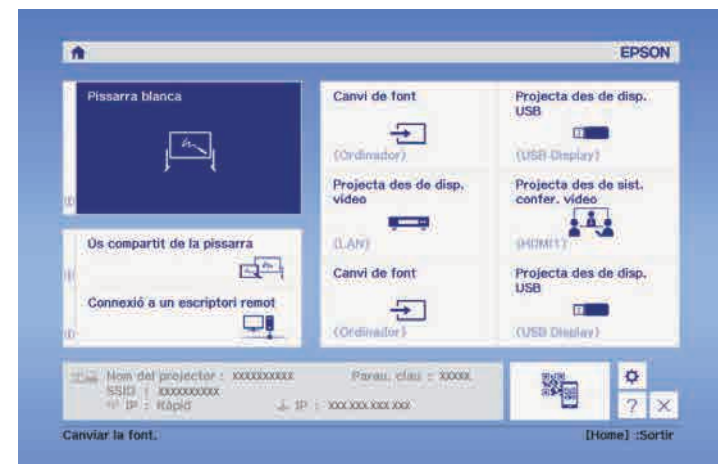 EPSON
Pissarra blanca
Ús compartit de la pissarra
Connexió a un escriptori remot
Canvi de font
(Ordinador)
Projecta des de disp.
USB
(USB Display)
Projecta des de disp.
vídeo
(LAN)
Projecta des de sist.
confer. vídeo
(HDMI1)
Canvi de font
(Ordinador)
Projecta des de disp.
USB
(USB Display)
Nom del projector : XXXXXXXXXX
Parau. clau : XXXX
SSID : XXXXXXXXXX
IP : Ràpid
IP : XXX.XXX.XXX.XXX
?
Canviar la font.
[Home] :Sortir